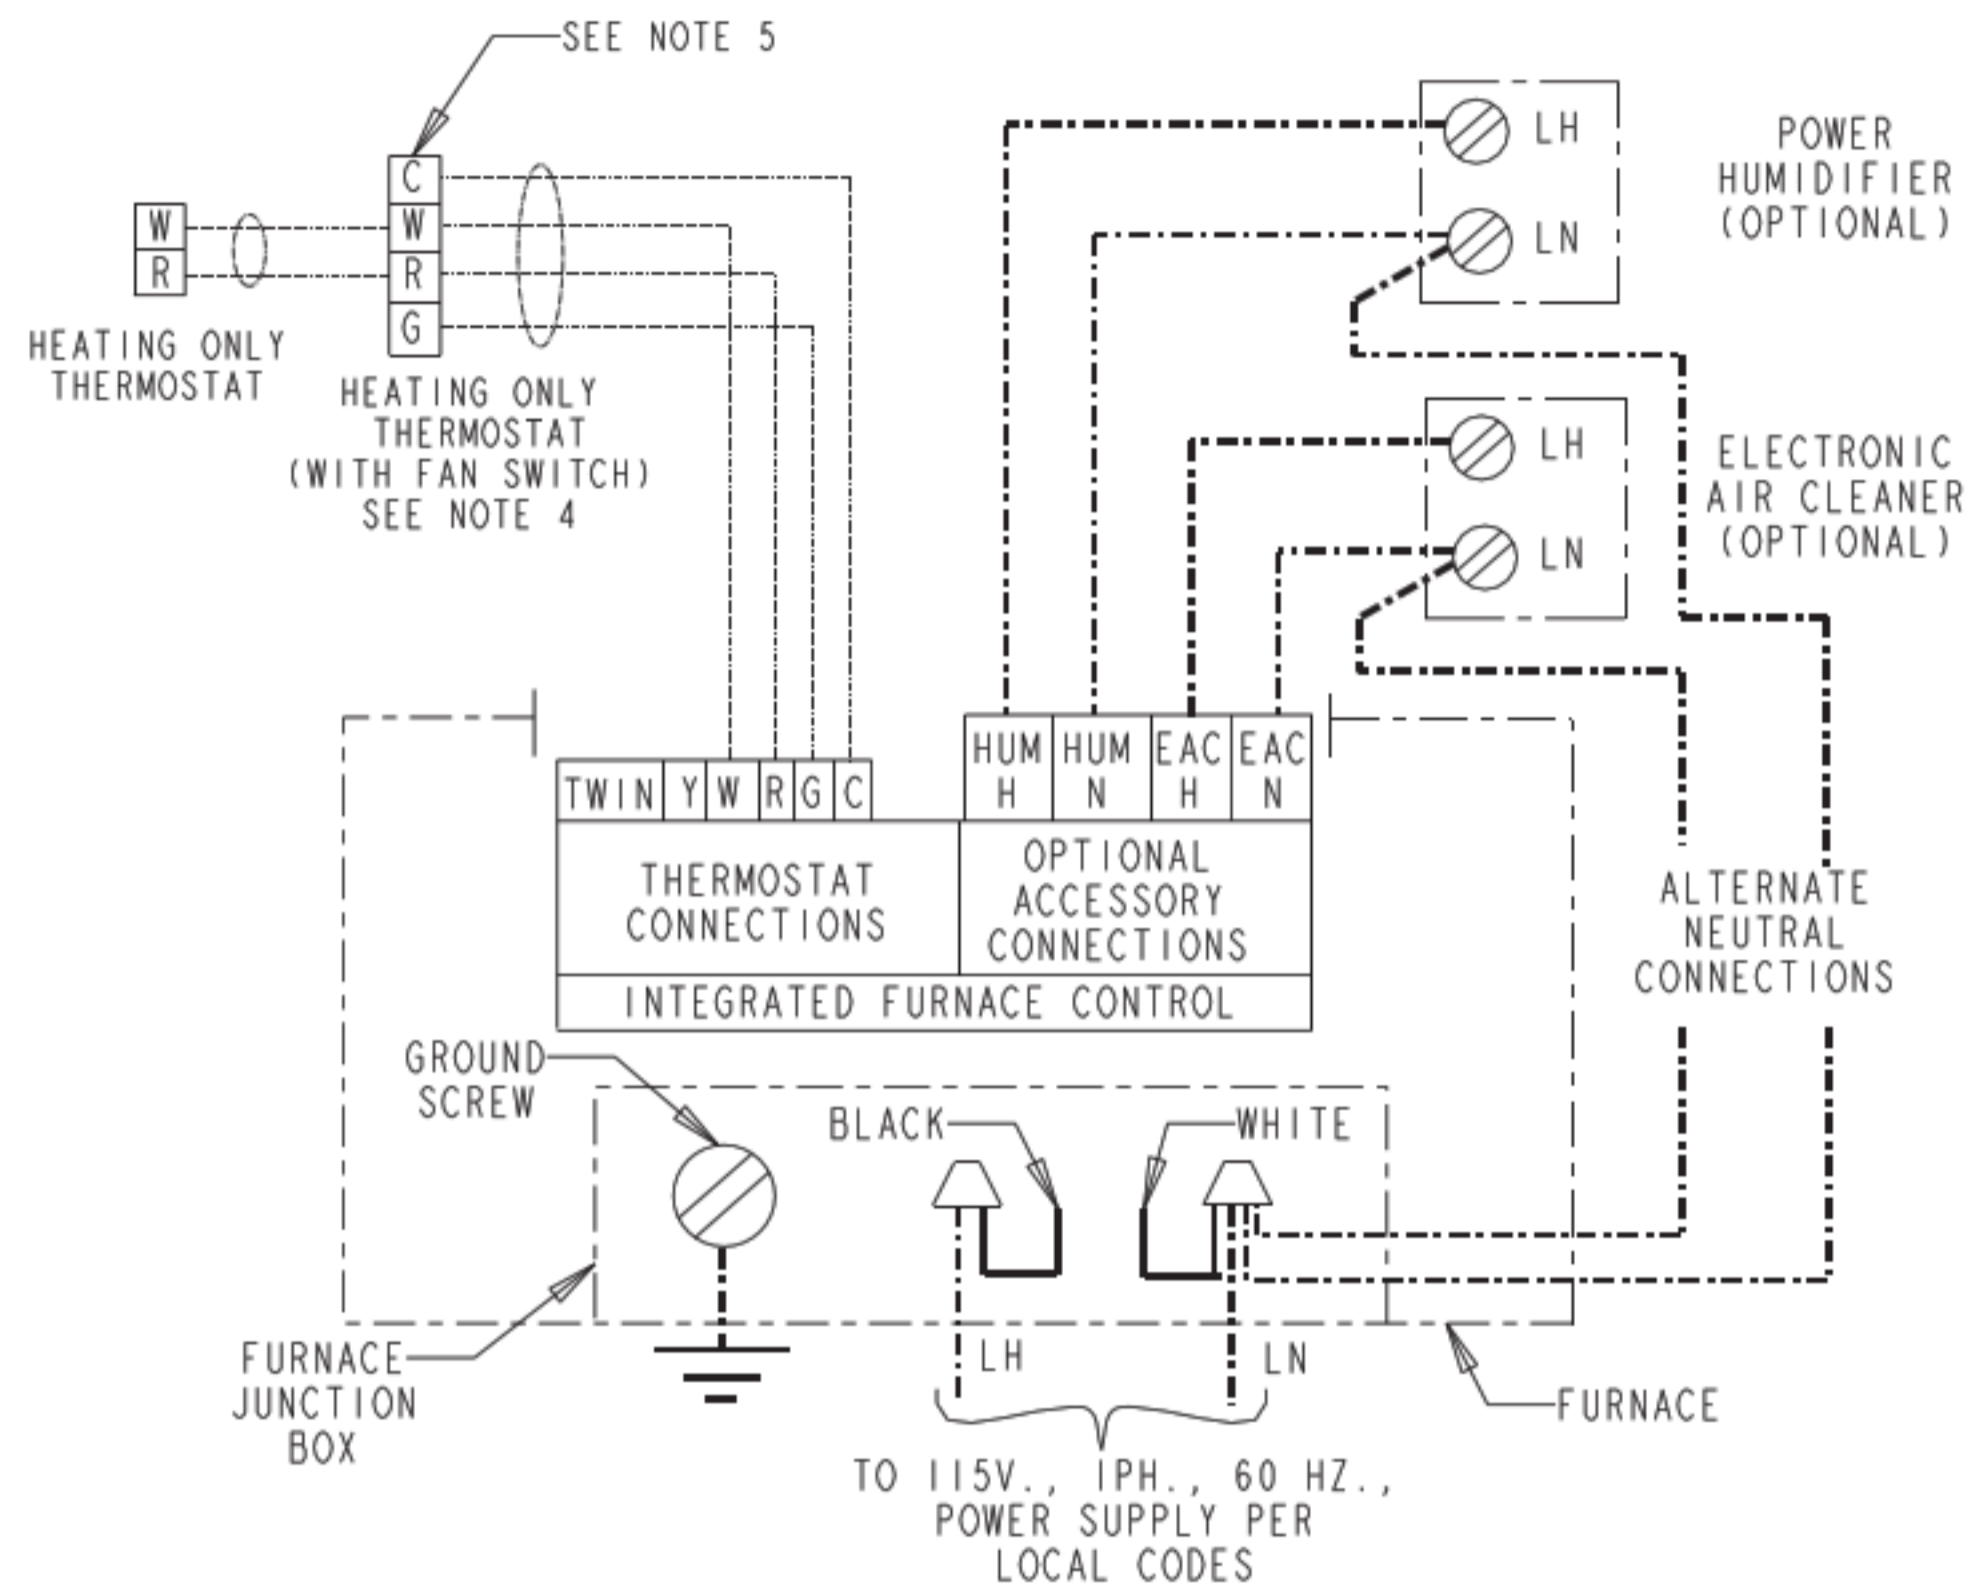 SEE NOTE 5
C
W
R
G
W
R
HEATING ONLY
THERMOSTAT
HEATING ONLY
THERMOSTAT
(WITH FAN SWITCH)
SEE NOTE 4
LH
LN
POWER
HUMIDIFIER
(OPTIONAL)
LH
LN
ELECTRONIC
AIR CLEANER
(OPTIONAL)
TWIN Y W R G C
HUM H
HUM N
EAC H
EAC N
THERMOSTAT
CONNECTIONS
OPTIONAL
ACCESSORY
CONNECTIONS
INTEGRATED FURNACE CONTROL
ALTERNATE
NEUTRAL
CONNECTIONS
GROUND
SCREW
BLACK
WHITE
FURNACE
JUNCTION
BOX
LH
LN
FURNACE
TO 115V., 1PH., 60 HZ.,
POWER SUPPLY PER
LOCAL CODES